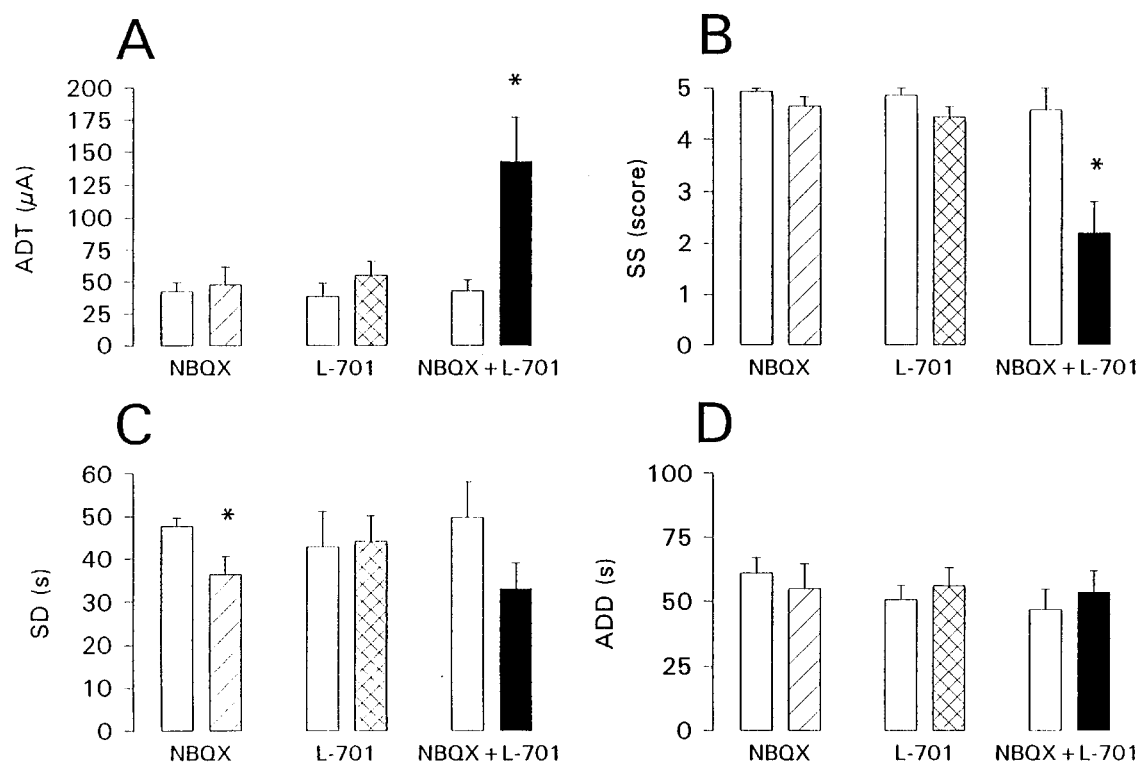 A
ADT (µA)
200
175
150
125
100
75
50
25
0
*
NBQX
L-701
NBQX + L-701
B
SS (score)
5
4
3
2
1
0
*
NBQX
L-701
NBQX + L-701
C
SD (s)
60
50
40
30
20
10
0
*
NBQX
L-701
NBQX + L-701
D
ADD (s)
100
75
50
25
0
NBQX
L-701
NBQX + L-701